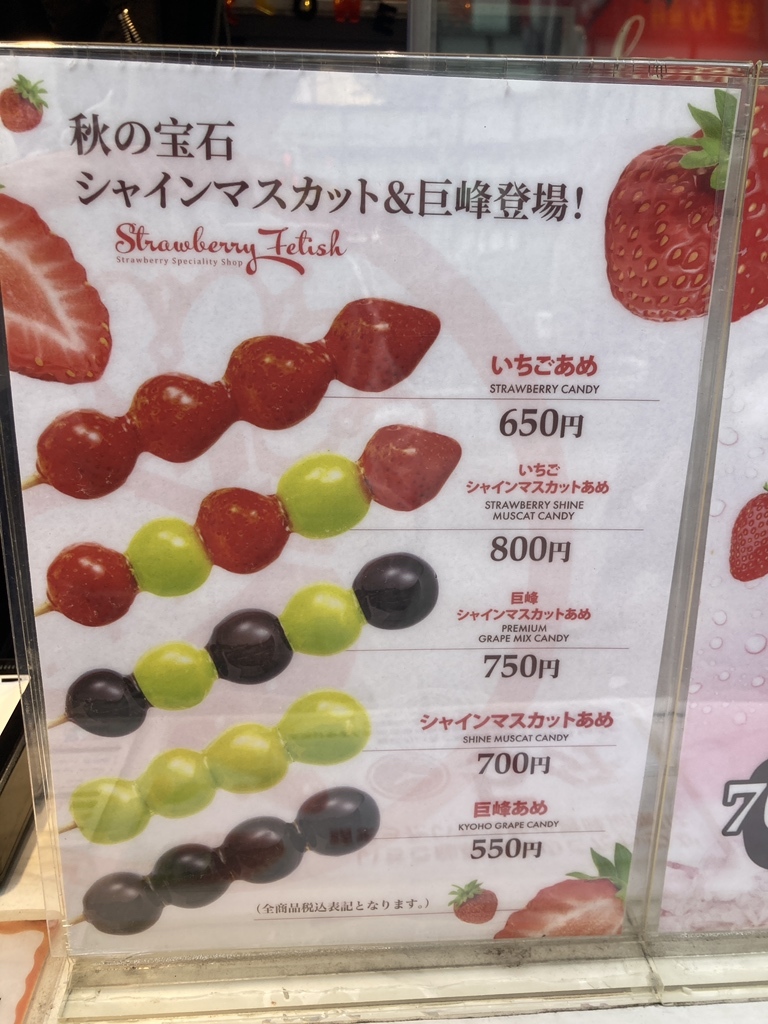 秋の宝石
シャインマスカット&巨峰登場！
Strawberry Fetish
Strawberry Speciality Shop
いちごあめ
STRAWBERRY CANDY
650円
いちご
シャインマスカットあめ
STRAWBERRY SHINE
MUSCAT CANDY
800円
巨峰
シャインマスカットあめ
PREMIUM
GRAPE MIX CANDY
750円
シャインマスカットあめ
SHINE MUSCAT CANDY
700円
巨峰あめ
KYOHO GRAPE CANDY
550円
（全商品税込表記となります。）